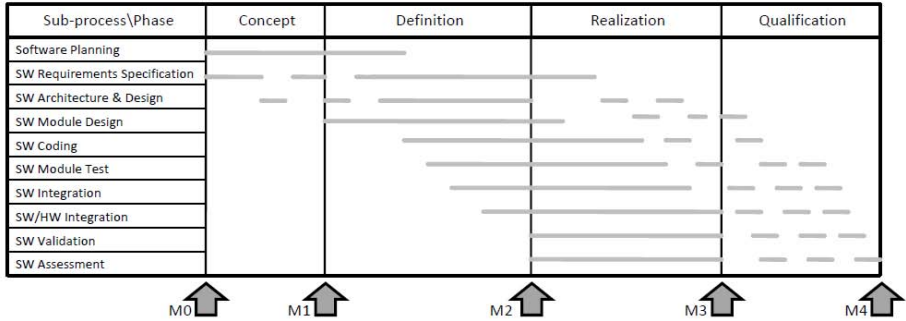 Sub-process\Phase Concept Definition Realization Qualification
Software Planning
SW Requirements Specification
SW Architecture & Design
SW Module Design
SW Coding
SW Module Test
SW Integration
SW/HW Integration
SW Validation
SW Assessment
M0 M1 M2 M3 M4